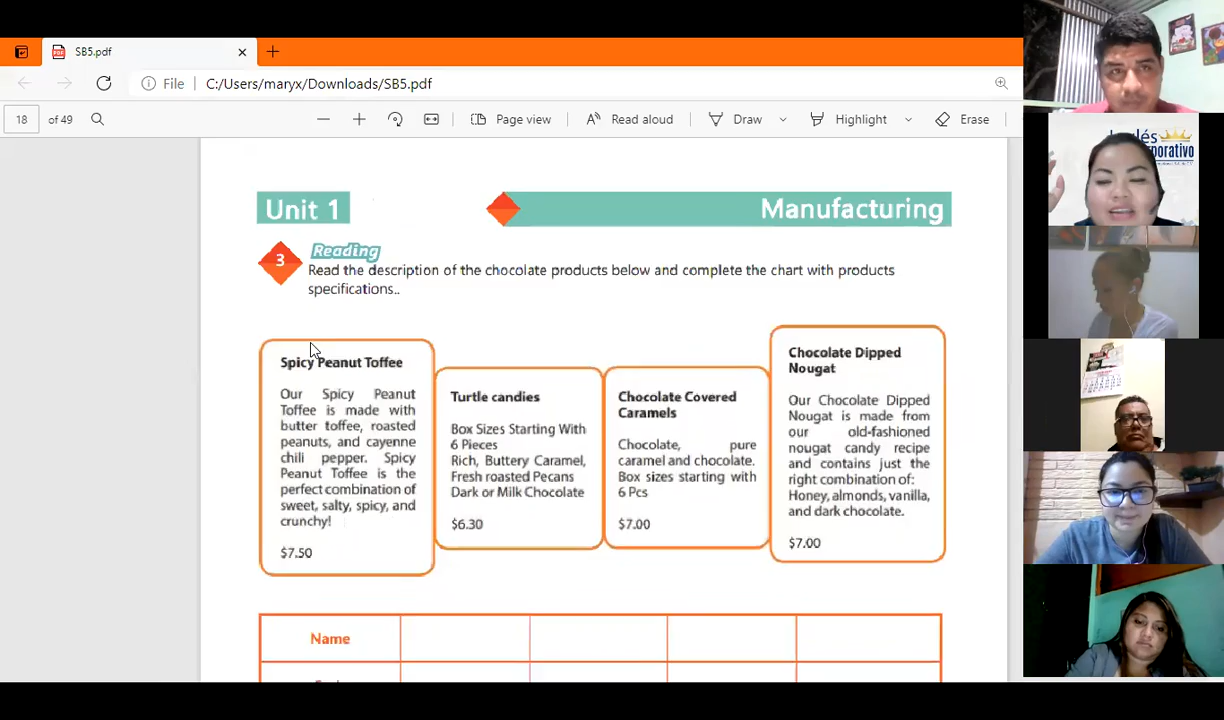 SB5.pdf
File
C:/Users/maryx/Downloads/SB5.pdf
18
of 49
Page view
Read aloud
Draw
Highlight
Erase
Unit 1
Manufacturing
3
Reading
Read the description of the chocolate products below and complete the chart with products
specifications..
Spicy Peanut Toffee
Our Spicy Peanut
Toffee is made with
butter toffee, roasted
peanuts, and cayenne
chili pepper. Spicy
Peanut Toffee is the
perfect combination of
sweet, salty, spicy, and
crunchy!
$7.50
Turtle candies
Box Sizes Starting With
6 Pieces
Rich, Buttery Caramel,
Fresh roasted Pecans
Dark or Milk Chocolate
$6.30
Chocolate Covered
Caramels
Chocolate, pure
caramel and chocolate.
Box sizes starting with
6 Pcs
$7.00
Chocolate Dipped
Nougat
Our Chocolate Dipped
Nougat is made from
our old-fashioned
nougat candy recipe
and contains just the
right combination of:
Honey, almonds, vanilla,
and dark chocolate.
$7.00
Name